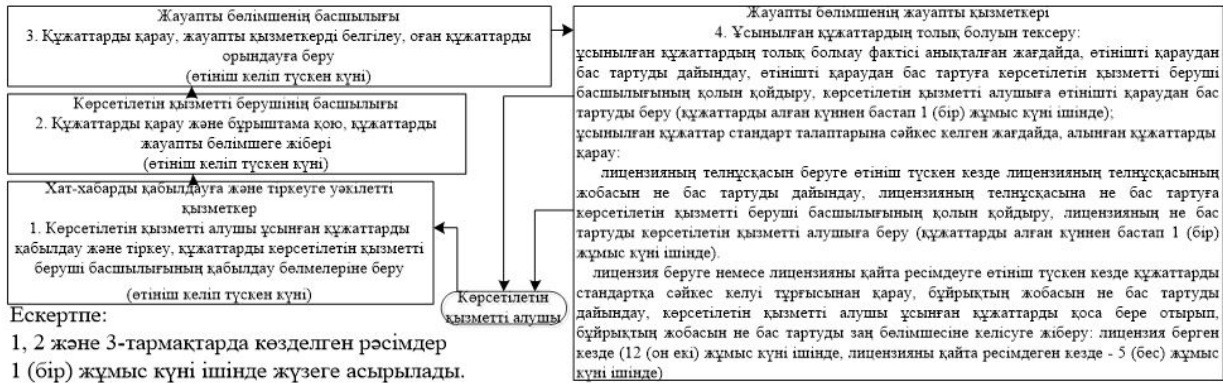 Жауапты бөлімшенің басшылығы
3. Құжаттарды қарау, жауапты қызметкерді белгілеу, оған құжаттарды
орындауға беру
(өтініш келіп түскен күні)
Көрсетілетін қызметті берушінің басшылығы
2. Құжаттарды қарау және бұрыштама қою, құжаттарды
жауапты бөлімшеге жібері
(өтініш келіп түскен күні)
Хат-хабарды қабылдауға және тіркеуге уәкілетті
қызметкер
1. Көрсетілетін қызметті алушы ұсынған құжаттарды
қабылдау және тіркеу, құжаттарды көрсетілетін қызметті
беруші басшылығының қабылдау бөлмелеріне беру
(өтініш келіп түскен күні)
Ескертпе:
1, 2 және 3-тармақтарда көзделген рәсімдер
1 (бір) жұмыс күні ішінде жүзеге асырылады.
Көрсетілетін
қызметті алушы
Жауапты бөлімшенің жауапты қызметкері
4. Ұсынылған құжаттардың толық болуын тексеру:
ұсынылған құжаттардың толық болмау фактісі анықталған жағдайда, өтінішті қараудан
бас тартуды дайындау, өтінішті қараудан бас тартуға көрсетілетін қызметті беруші
басшылығының қолын қойдыру, көрсетілетін қызметті алушыға өтінішті қараудан бас
тартуды беру (құжаттарды алған күннен бастап 1 (бір) жұмыс күні ішінде);
ұсынылған құжаттар стандарт талаптарына сәйкес келген жағдайда, алынған құжаттарды
қарау:
лицензияның телнұсқасын беруге өтініш түскен кезде лицензияның телнұсқасының
жобасын не бас тартуды дайындау, лицензияның телнұсқасына не бас тартуға
көрсетілетін қызметті беруші басшылығының қолын қойдыру, лицензияның не бас
тартуды көрсетілетін қызметті алушыға беру (құжаттарды алған күннен бастап 1 (бір)
жұмыс күні ішінде).
лицензия беруге немесе лицензияны қайта ресімдеуге өтініш түскен кезде құжаттарды
стандартқа сәйкес келуі тұрғысынан қарау, бұйрықтың жобасын не бас тартуды
дайындау, көрсетілетін қызметті алушы ұсынған құжаттарды қоса бере отырып,
бұйрықтың жобасын не бас тартуды заң бөлімшесіне келісуге жіберу: лицензия берген
кезде (12 (он екі) жұмыс күні ішінде, лицензияны қайта ресімдеген кезде - 5 (бес) жұмыс
күні ішінде)